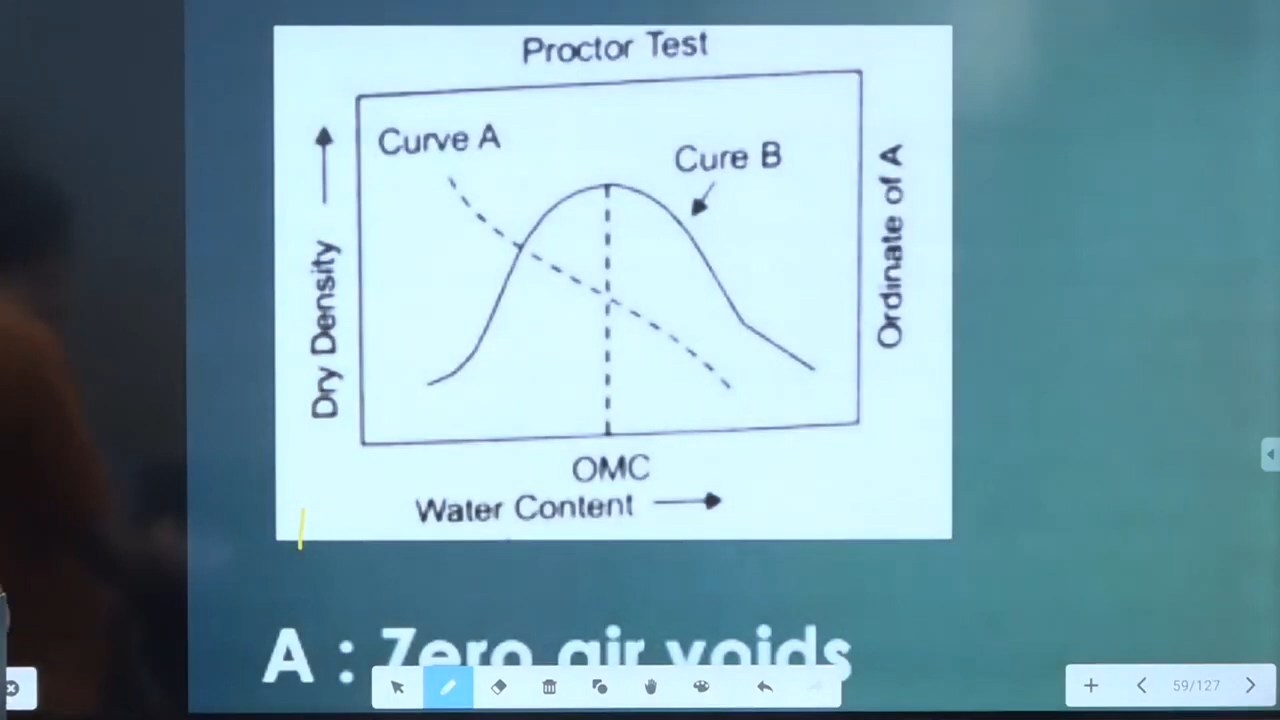 Proctor Test
Curve A
Cure B
Dry Density
Ordinate of A
OMC
Water Content
A : Zero air voids
59/127